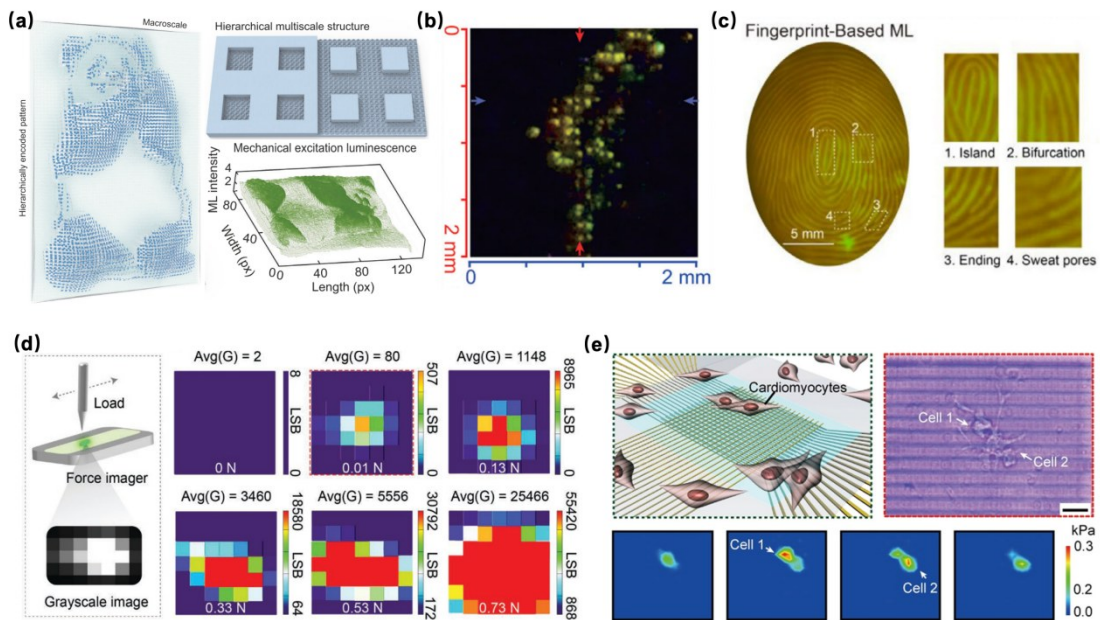 (a)
Macroscale
Hierarchically encoded pattern
Hierarchical multiscale structure
Mechanical excitation luminescence
ML intensity
4
2
80
40
0
Width (px)
0
40
80
120
Length (px)
(b)
0
2 mm
0
2 mm
(c)
Fingerprint-Based ML
1
2
3
4
5 mm
1. Island
2. Bifurcation
3. Ending
4. Sweat pores
(d)
Load
Force imager
Grayscale image
Avg(G) = 2
0 N
8
LSB
0
Avg(G) = 80
0.01 N
507
LSB
0
Avg(G) = 1148
0.13 N
8965
LSB
0
Avg(G) = 3460
0.33 N
18580
LSB
64
Avg(G) = 5556
0.53 N
30792
LSB
172
Avg(G) = 25466
0.73 N
55420
LSB
868
(e)
Cardiomyocytes
Cell 1
Cell 2
Cell 1
Cell 2
kPa
0.3
0.2
0.0